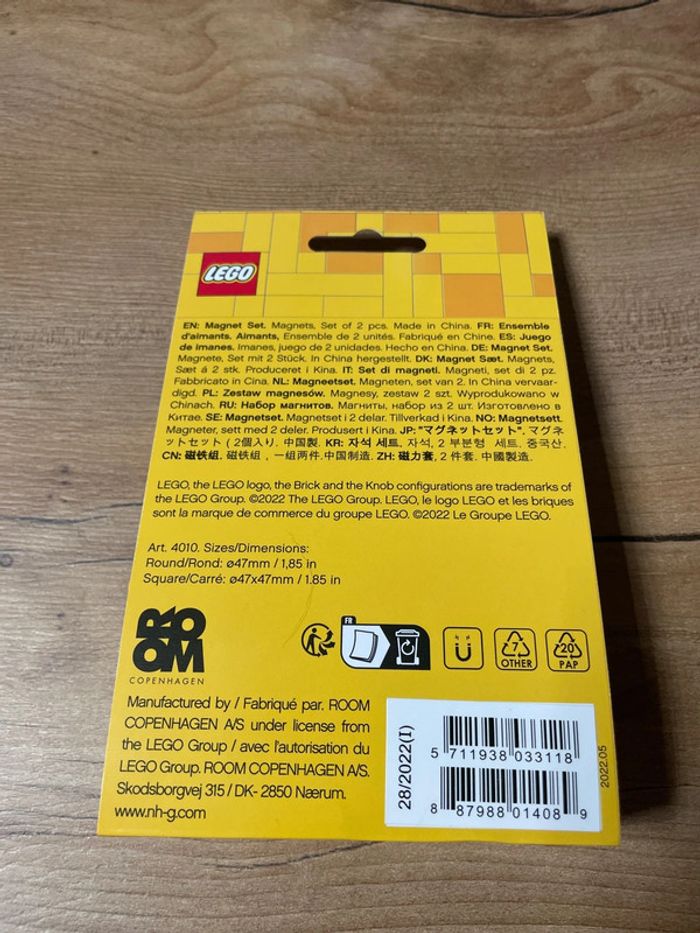 LEGO
EN: Magnet Set. Magnets, Set of 2 pcs. Made in China. FR: Ensemble
d'aimants. Aimants, Ensemble de 2 unités. Fabriqué en Chine. ES: Juego
de imanes. Imanes, juego de 2 unidades. Hecho en China. DE: Magnet Set.
Magnete, Set mit 2 Stück. In China hergestellt. DK: Magnet Sæt. Magnets,
Sæt á 2 stk. Produceret i Kina. IT: Set di magneti. Magneti, set di 2 pz.
Fabbricato in Cina. NL: Magneetset. Magneten, set van 2. In China vervaar-
digd. PL: Zestaw magnesów. Magnesy, zestaw 2 szt. Wyprodukowano w
Chinach. RU: Набор магнитов. Магниты, набор из 2 шт. Изготовлено в
Китае. SE: Magnetset. Magnetset i 2 delar. Tillverkad i Kina. NO: Magnetsett.
Magneter, sett med 2 deler. Produsert i Kina. JP: "マグネットセット". マグネ
ットセット ( 2個入り. 中国製. KR: 자석 세트, 자석, 2 부분형 세트. 중국산.
CN: 磁铁组. 磁铁组，一组两件.中国制造. ZH: 磁力套, 2 件套. 中國製造.
LEGO, the LEGO logo, the Brick and the Knob configurations are trademarks of
the LEGO Group. ©2022 The LEGO Group. LEGO, le logo LEGO et les briques
sont la marque de commerce du groupe LEGO. ©2022 Le Groupe LEGO.
Art. 4010. Sizes/Dimensions:
Round/Rond: ø47mm / 1,85 in
Square/Carré: ø47x47mm / 1.85 in
ROOM
COPENHAGEN
FR
7
OTHER
20
PAP
Manufactured by / Fabriqué par. ROOM
COPENHAGEN A/S under license from
the LEGO Group / avec l'autorisation du
LEGO Group. ROOM COPENHAGEN A/S.
Skodsborgvej 315 / DK- 2850 Nærum.
www.nh-g.com
28/2022(I)
5 711938 033118
8 87988 01408 9
2022.05